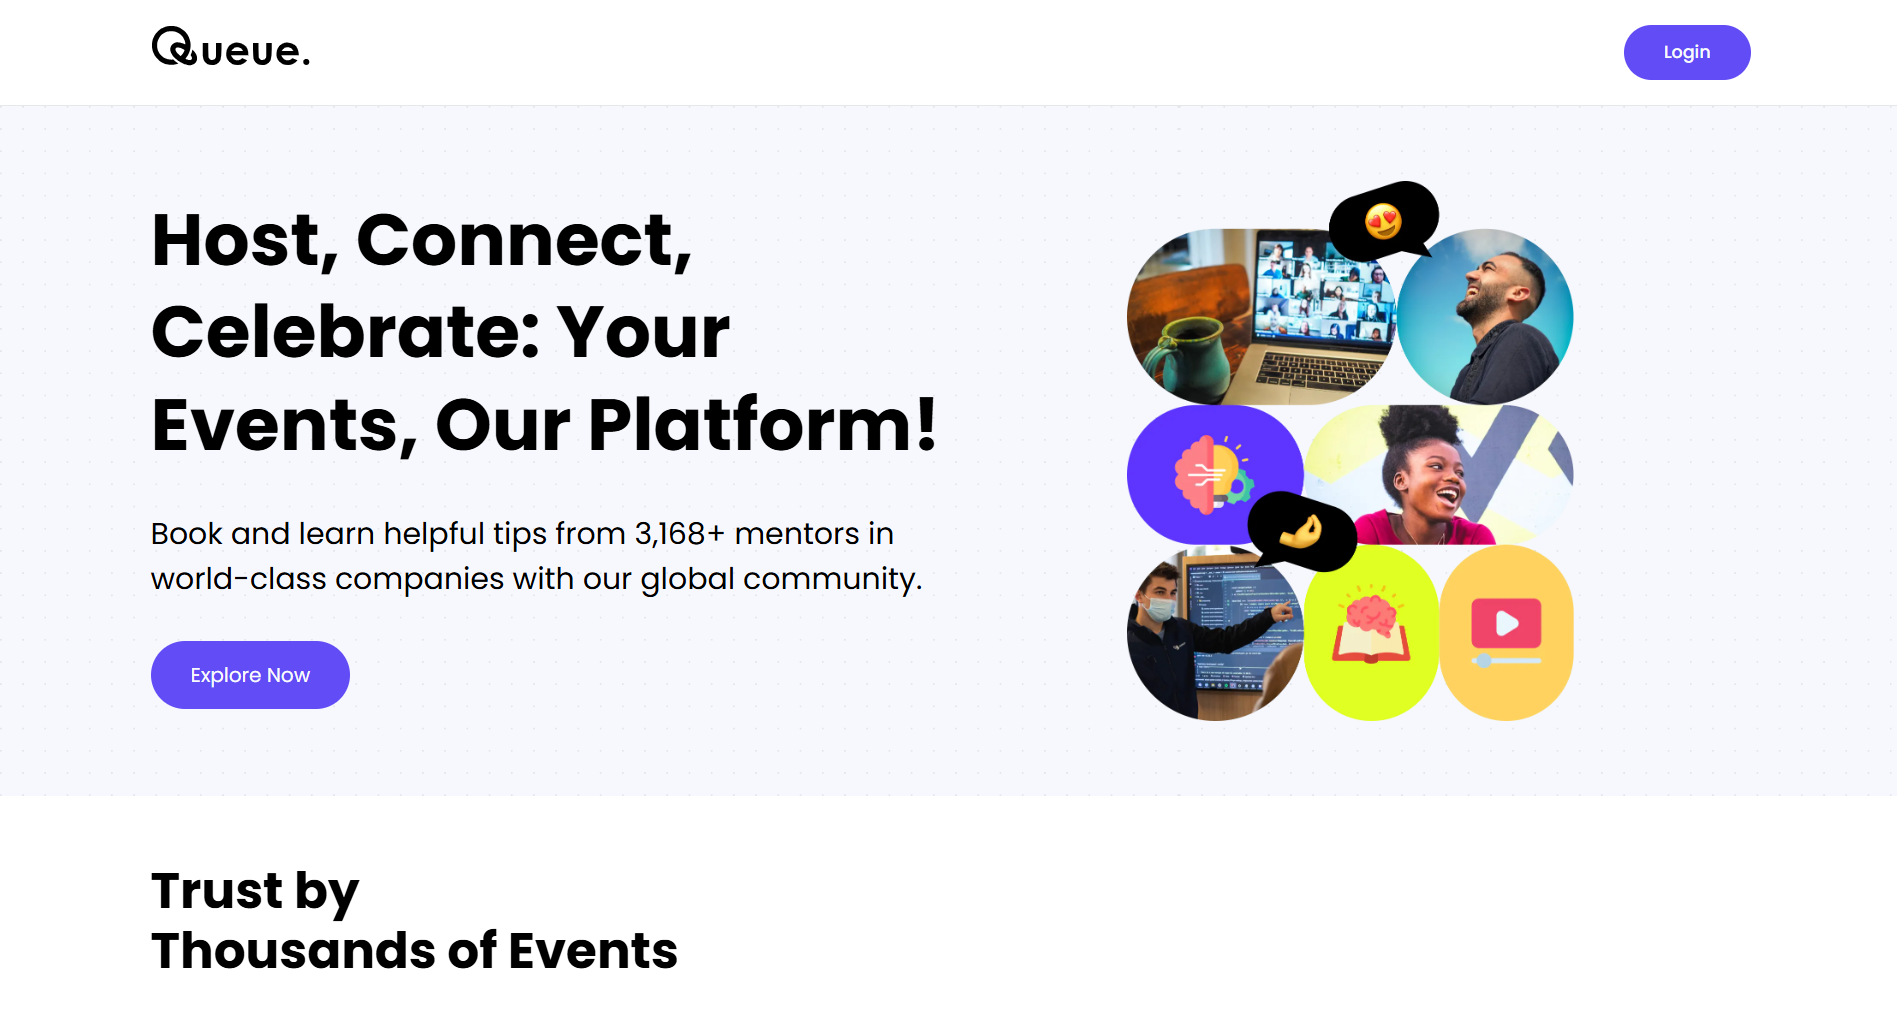 Queue.
Login
Host, Connect,
Celebrate: Your
Events, Our Platform!
Book and learn helpful tips from 3,168+ mentors in
world-class companies with our global community.
Explore Now
Trust by
Thousands of Events